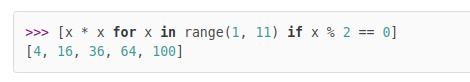 >>> [x * x for x in range(1, 11) if x % 2 == 0]
[4, 16, 36, 64, 100]